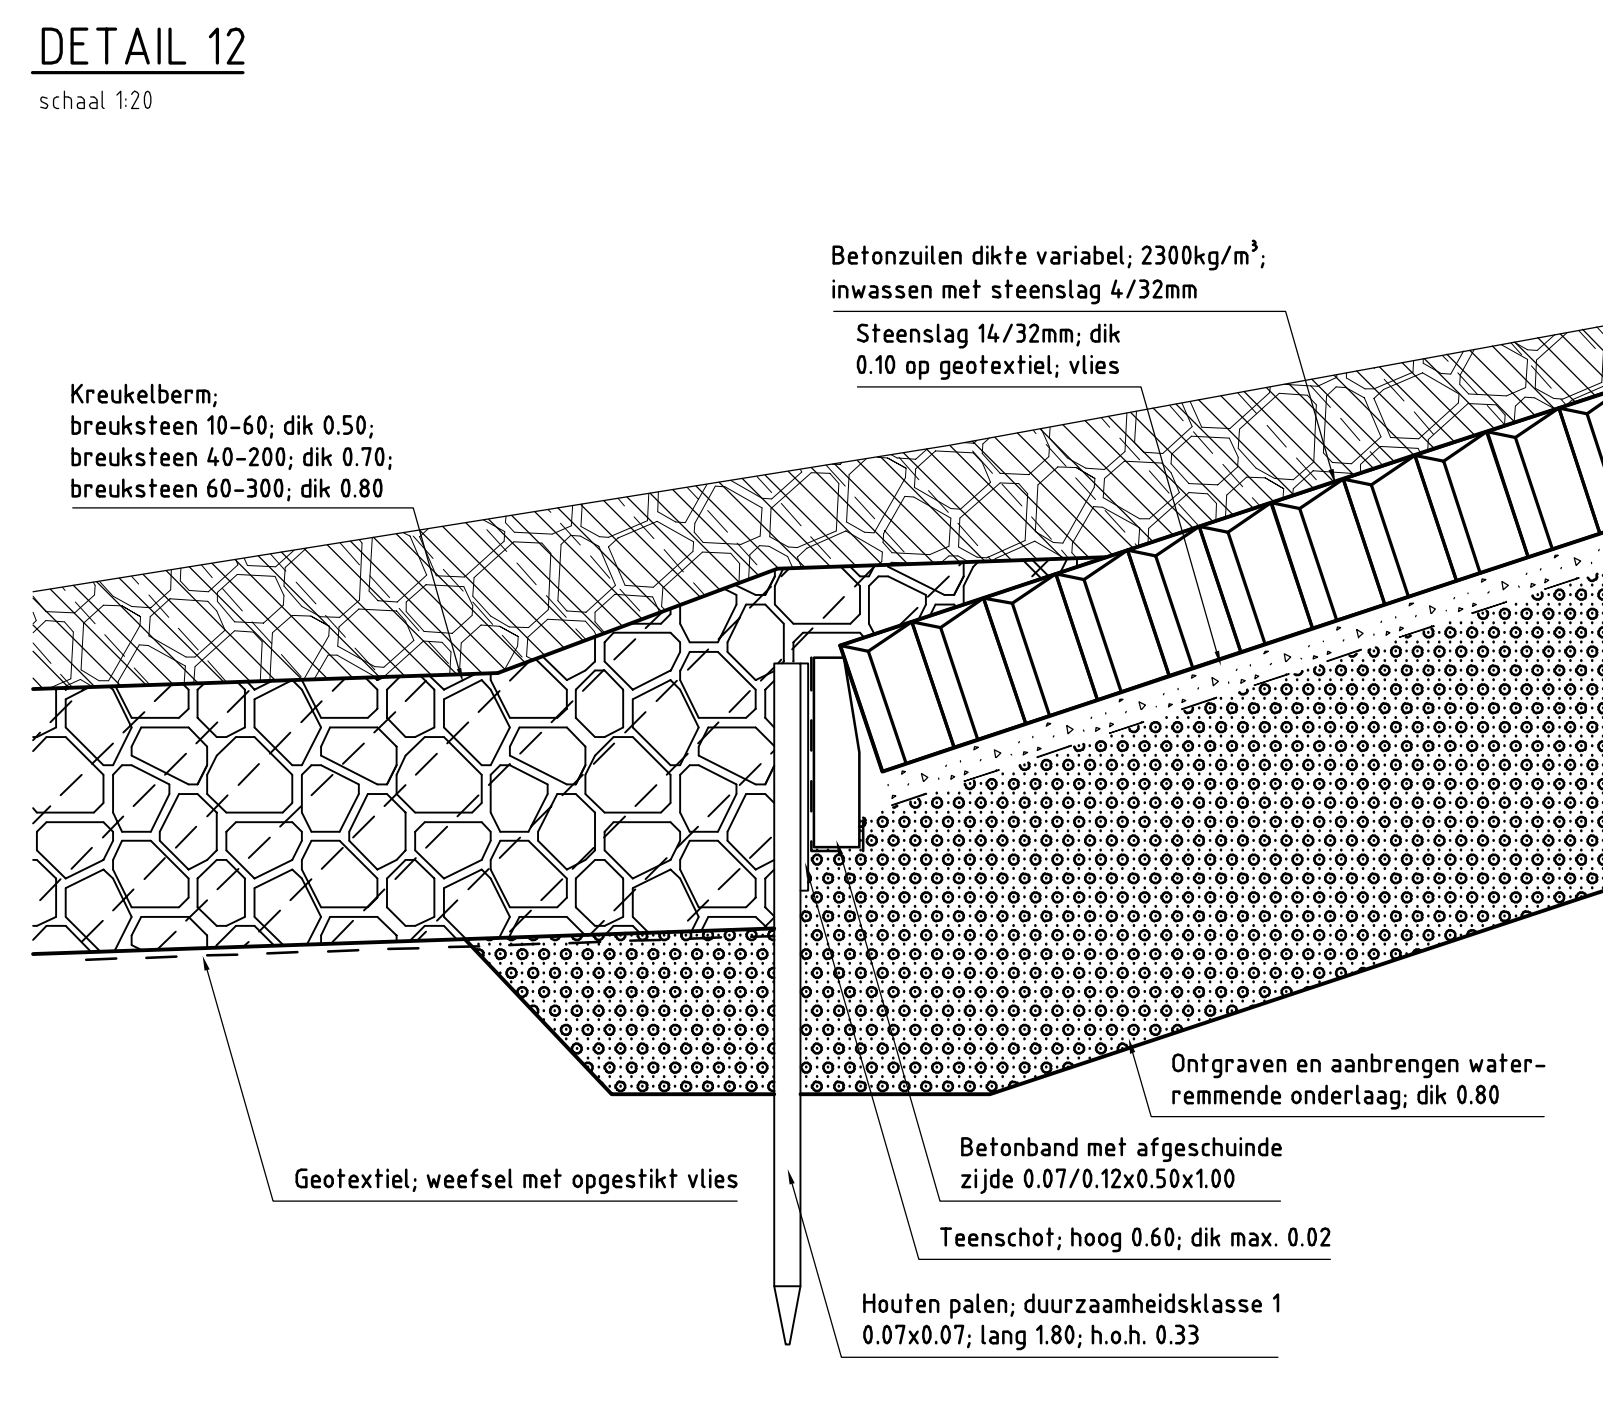 DETAIL 12
schaal 1:20
Betonzuilen dikte variabel; 2300kg/m³;
inwassen met steenslag 4/32mm
Steenslag 14/32mm; dik
0.10 op geotextiel; vlies
Kreukelberm;
breuksteen 10-60; dik 0.50;
breuksteen 40-200; dik 0.70;
breuksteen 60-300; dik 0.80
Ontgraven en aanbrengen water-
remmende onderlaag; dik 0.80
Betonband met afgeschuinde
zijde 0.07/0.12x0.50x1.00
Geotextiel; weefsel met opgestikt vlies
Teenschot; hoog 0.60; dik max. 0.02
Houten palen; duurzaamheidsklasse 1
0.07x0.07; lang 1.80; h.o.h. 0.33